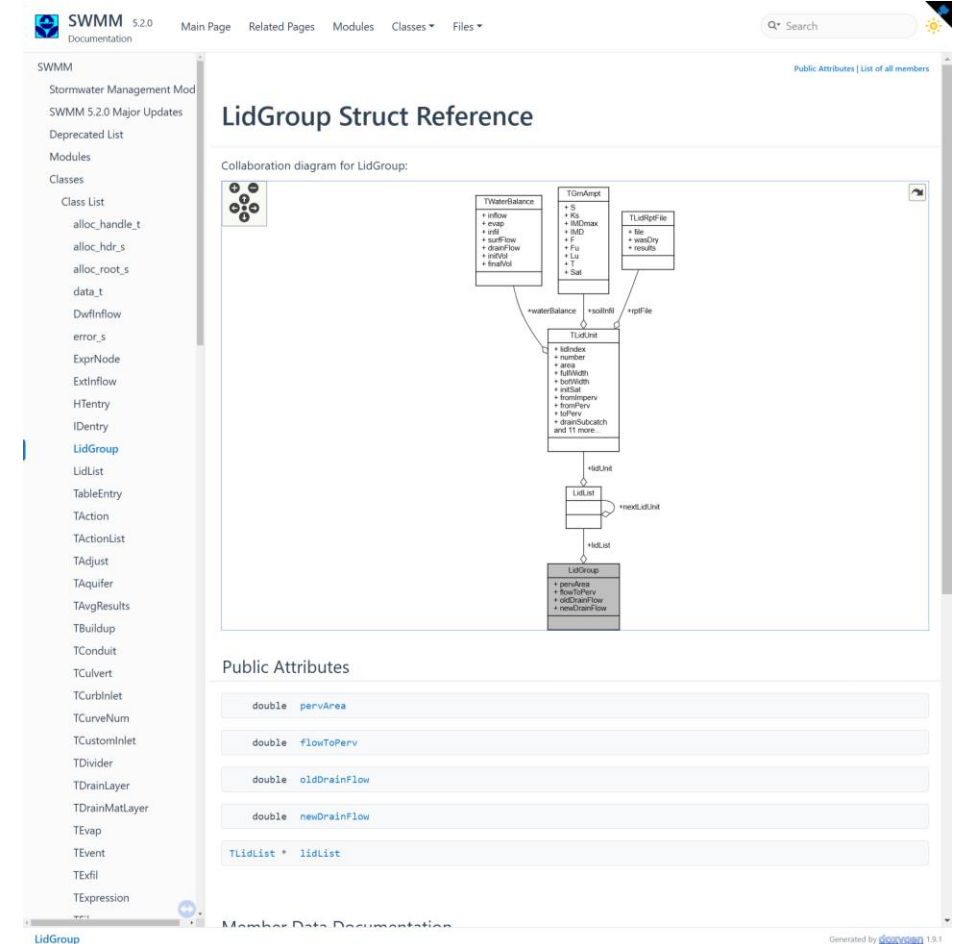 SWMM 5.2.0
Documentation
Main Page Related Pages Modules Classes Files
Search
SWMM
Stormwater Management Mod
SWMM 5.2.0 Major Updates
Deprecated List
Modules
Classes
Class List
alloc_handle_t
alloc_hdr_s
alloc_root_s
data_t
DwfInflow
error_s
ExprNode
ExtInflow
HTentry
IDentry
LidGroup
LidList
TableEntry
TAction
TActionList
TAdjust
TAquifer
TAvgResults
TBuildup
TConduit
TCulvert
TCurbInlet
TCurveNum
TCustomInlet
TDivider
TDrainLayer
TDrainMatLayer
TEvap
TEvent
TExfil
TExpression
Public Attributes | List of all members
LidGroup Struct Reference
Collaboration diagram for LidGroup:
TWaterBalance
+ inflow
+ evap
+ infil
+ surfFlow
+ drainFlow
+ initVol
+ finalVol
TGrnAmpt
+ S
+ Ks
+ IMDmax
+ IMD
+ F
+ Fu
+ Lu
+ T
+ Sat
TLidRptFile
+ file
+ wasDry
+ results
+waterBalance +soilInfil +rptFile
TLidUnit
+ lidIndex
+ number
+ area
+ fullWidth
+ botWidth
+ initSat
+ fromImperv
+ fromPerv
+ toPerv
+ drainSubcatch
and 11 more...
+lidUnit
LidList
+nextLidUnit
+lidList
LidGroup
+ pervArea
+ flowToPerv
+ oldDrainFlow
+ newDrainFlow
Public Attributes
double pervArea
double flowToPerv
double oldDrainFlow
double newDrainFlow
TLidList * lidList
Member Data Documentation
LidGroup
Generated by doxygen 1.9.1